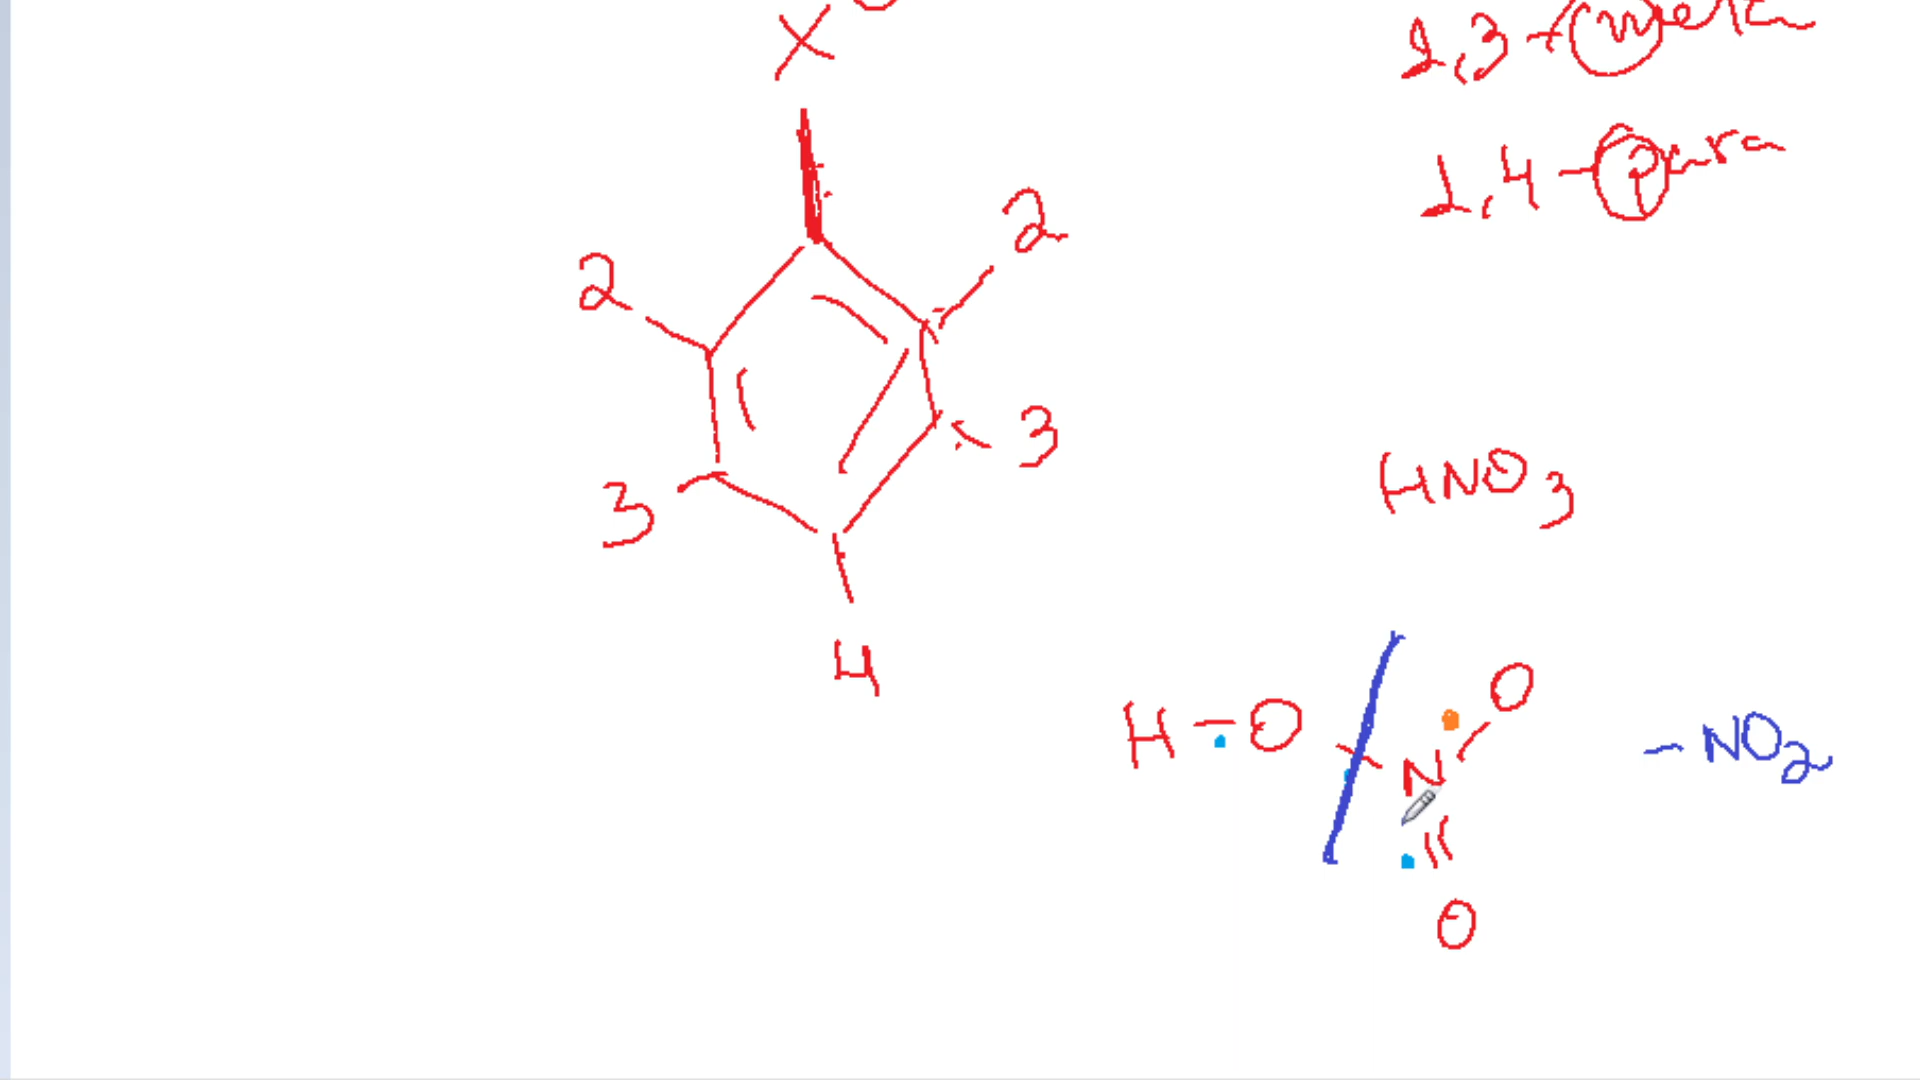 X
1,3 - meta
1,4 - Para
2
2
3
3
4
HNO3
H - O N O
O
- NO2